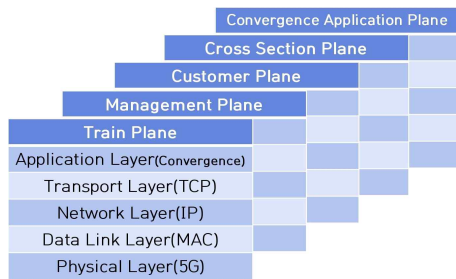 Convergence Application Plane
Cross Section Plane
Customer Plane
Management Plane
Train Plane
Application Layer(Convergence)
Transport Layer(TCP)
Network Layer(IP)
Data Link Layer(MAC)
Physical Layer(5G)